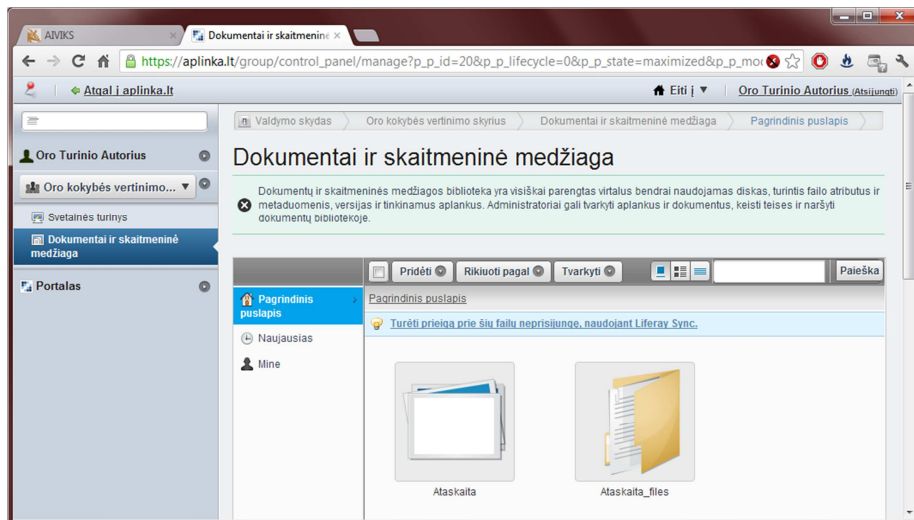 AIVIKS
Dokumentai ir skaitmeninė
https://aplinka.lt/group/control_panel/manage?p_p_id=20&p_p_lifecycle=0&p_p_state=maximized&p_p_mo
Atgal į aplinka.lt
Eiti į ▼
Oro Turinio Autorius (Atsijungti)
Valdymo skydas
Oro kokybės vertinimo skyrius
Dokumentai ir skaitmeninė medžiaga
Pagrindinis puslapis
Oro Turinio Autorius
Oro kokybės vertinimo... ▼
Svetainės turinys
Dokumentai ir skaitmeninė
medžiaga
Portalas
Dokumentai ir skaitmeninė medžiaga
Dokumentų ir skaitmeninės medžiagos biblioteka yra visiškai parengtas virtualus bendrai naudojamas diskas, turintis failo atributus ir
metaduomenis, versijas ir tinkinamus aplankus. Administratoriai gali tvarkyti aplankus ir dokumentus, keisti teises ir naršyti
dokumentų bibliotekoje.
Pridėti
Rikiuoti pagal
Tvarkyti
Paieška
Pagrindinis
puslapis
Naujausias
Mine
Pagrindinis puslapis
Turėti prieigą prie šių failų neprisijungę, naudojant Liferay Sync.
Ataskaita
Ataskaita_files